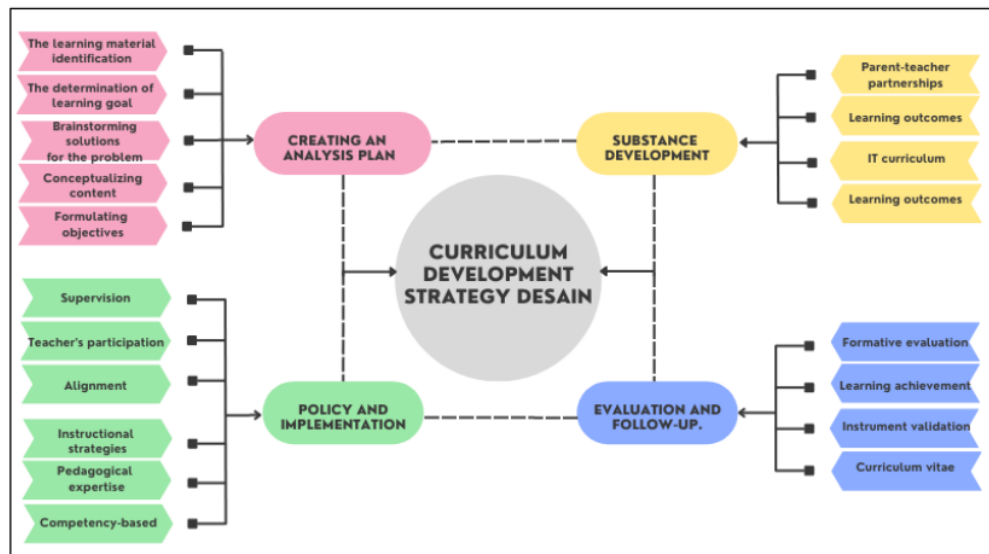 The learning material
identification
The determination of
learning goal
Brainstorming
solutions
for the problem
Conceptualizing
content
Formulating
objectives
CREATING AN
ANALYSIS PLAN
SUBSTANCE
DEVELOPMENT
Parent-teacher
partnerships
Learning outcomes
IT curriculum
Learning outcomes
CURRICULUM
DEVELOPMENT
STRATEGY DESAIN
Supervision
Teacher's participation
Alignment
Instructional
strategies
Pedagogical
expertise
Competency-based
POLICY AND
IMPLEMENTATION
EVALUATION AND
FOLLOW-UP.
Formative evaluation
Learning achievement
Instrument validation
Curriculum vitae